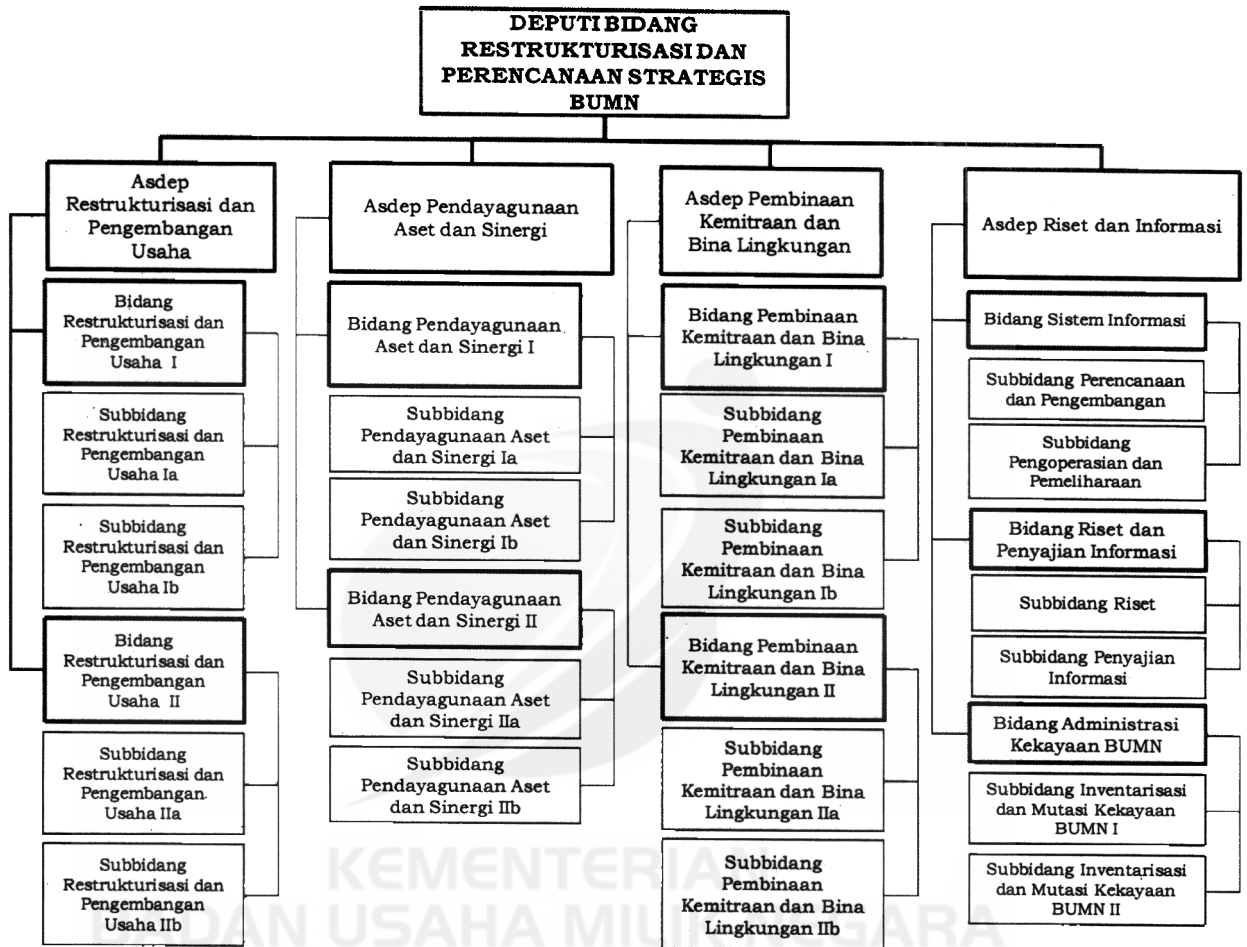 DEPUTI BIDANG
RESTRUKTURISASI DAN
PERENCANAAN STRATEGIS
BUMN
Asdep
Restrukturisasi dan
Pengembangan
Usaha
Bidang
Restrukturisasi dan
Pengembangan
Usaha I
Subbidang
Restrukturisasi dan
Pengembangan
Usaha Ia
Subbidang
Restrukturisasi dan
Pengembangan
Usaha Ib
Bidang
Restrukturisasi dan
Pengembangan
Usaha II
Subbidang
Restrukturisasi dan
Pengembangan.
Usaha IIa
Subbidang
Restrukturisasi dan
Pengembangan
Usaha IIb
Asdep Pendayagunaan
Aset dan Sinergi
Bidang Pendayagunaan
Aset dan Sinergi I
Subbidang
Pendayagunaan Aset
dan Sinergi Ia
Subbidang
Pendayagunaan Aset
dan Sinergi Ib
Bidang Pendayagunaan
Aset dan Sinergi II
Subbidang
Pendayagunaan Aset
dan Sinergi IIa
Subbidang
Pendayagunaan Aset
dan Sinergi IIb
Asdep Pembinaan
Kemitraan dan
Bina Lingkungan
Bidang Pembinaan
Kemitraan dan Bina
Lingkungan I
Subbidang
Pembinaan
Kemitraan dan Bina
Lingkungan Ia
Subbidang
Pembinaan
Kemitraan dan Bina
Lingkungan Ib
Bidang Pembinaan
Kemitraan dan Bina
Lingkungan II
Subbidang
Pembinaan
Kemitraan dan Bina
Lingkungan IIa
Subbidang
Pembinaan
Kemitraan dan Bina
Lingkungan IIb
Asdep Riset dan Informasi
Bidang Sistem Informasi
Subbidang Perencanaan
dan Pengembangan
Subbidang
Pengoperasian dan
Pemeliharaan
Bidang Riset dan
Penyajian Informasi
Subbidang Riset
Subbidang Penyajian
Informasi
Bidang Administrasi
Kekayaan BUMN
Subbidang Inventarisasi
dan Mutasi Kekayaan
BUMN I
Subbidang Inventarisasi
dan Mutasi Kekayaan
BUMN II
KEMENTERIAN
BADAN USAHA MILIK NEGARA